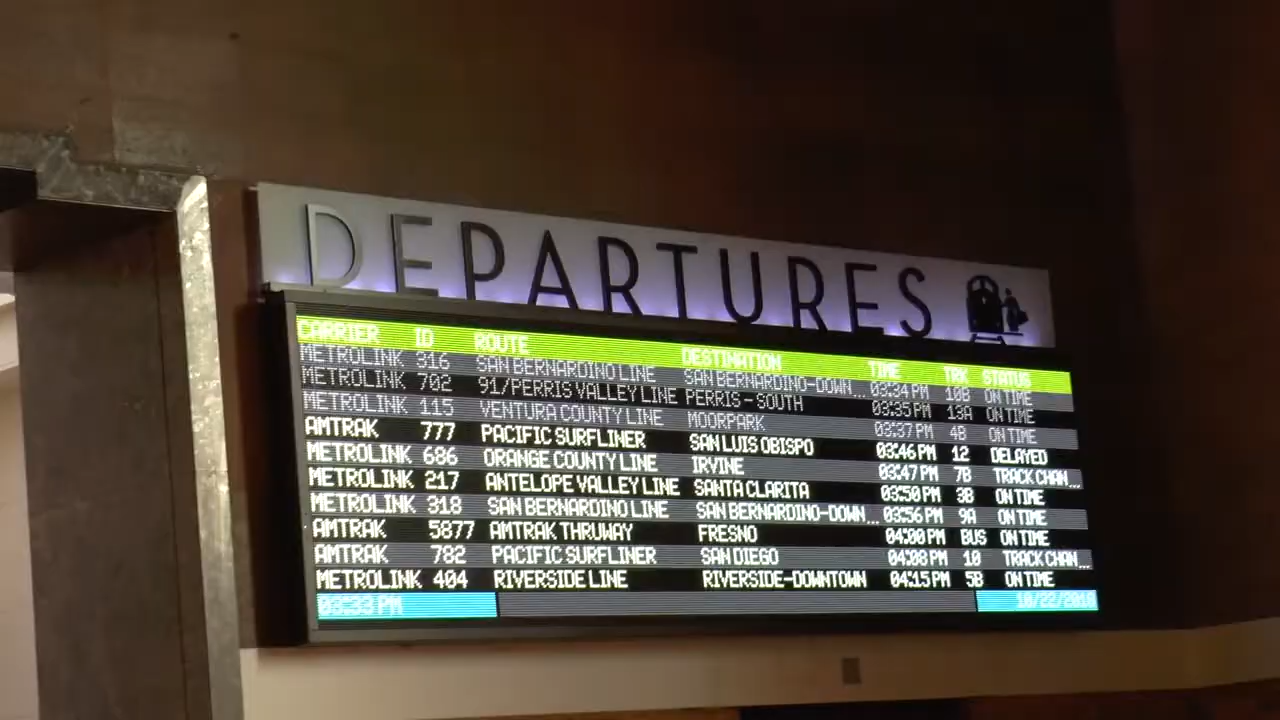 DEPARTURES
CARRIER ID ROUTE DESTINATION TIME TRK STATUS
METROLINK 316 SAN BERNARDINO LINE SAN BERNARDINO-DOWN... 03:34 PM 10B ON TIME
METROLINK 702 91/PERRIS VALLEY LINE PERRIS - SOUTH 03:35 PM 13A ON TIME
METROLINK 115 VENTURA COUNTY LINE MOORPARK 03:37 PM 4B ON TIME
AMTRAK 777 PACIFIC SURFLINER SAN LUIS OBISPO 03:46 PM 12 DELAYED
METROLINK 686 ORANGE COUNTY LINE IRVINE 03:47 PM 7B TRACK CHAN...
METROLINK 217 ANTELOPE VALLEY LINE SANTA CLARITA 03:50 PM 3B ON TIME
METROLINK 318 SAN BERNARDINO LINE SAN BERNARDINO-DOWN... 03:56 PM 9A ON TIME
AMTRAK 5877 AMTRAK THRUWAY FRESNO 04:00 PM BUS ON TIME
AMTRAK 782 PACIFIC SURFLINER SAN DIEGO 04:08 PM 10 TRACK CHAN...
METROLINK 404 RIVERSIDE LINE RIVERSIDE-DOWNTOWN 04:15 PM 5B ON TIME
03:33 PM